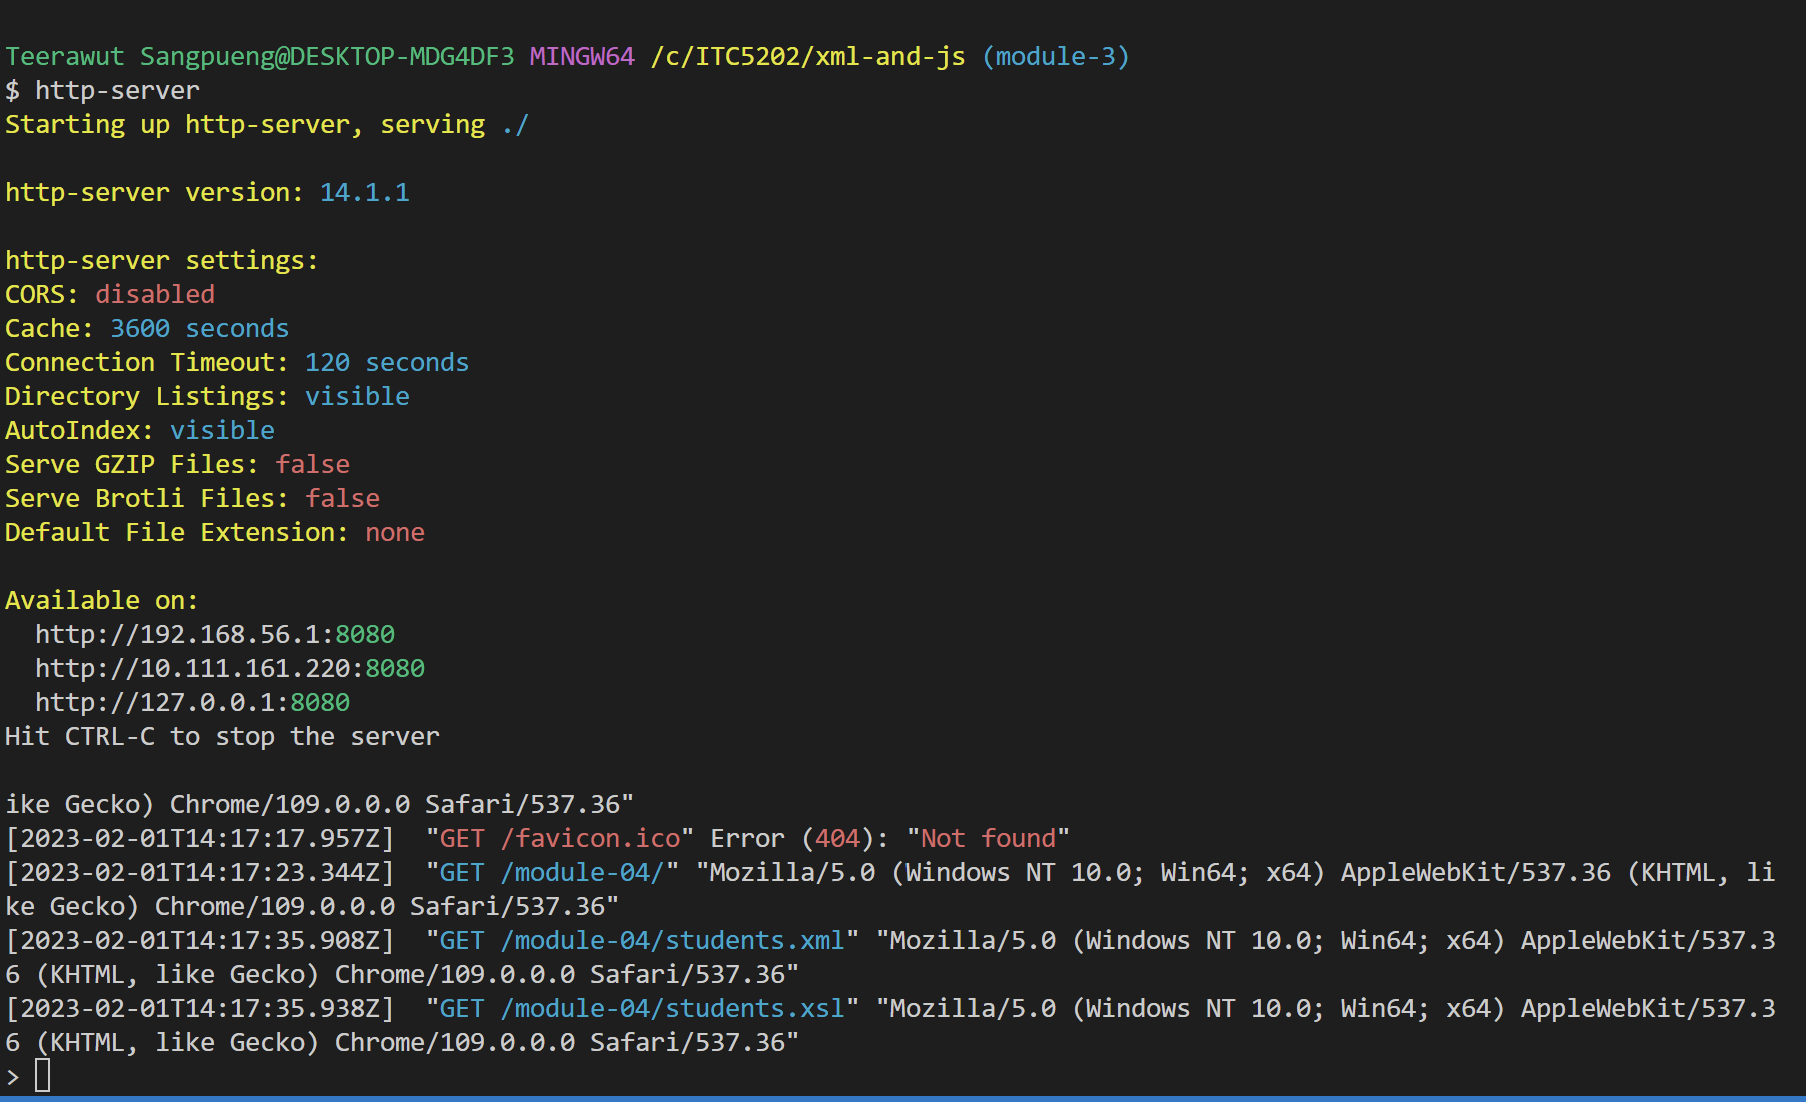 Teerawut Sangpueng@DESKTOP-MDG4DF3 MINGW64 /c/ITC5202/xml-and-js (module-3)
$ http-server
Starting up http-server, serving ./
http-server version: 14.1.1
http-server settings:
CORS: disabled
Cache: 3600 seconds
Connection Timeout: 120 seconds
Directory Listings: visible
AutoIndex: visible
Serve GZIP Files: false
Serve Brotli Files: false
Default File Extension: none
Available on:
  http://192.168.56.1:8080
  http://10.111.161.220:8080
  http://127.0.0.1:8080
Hit CTRL-C to stop the server
ike Gecko) Chrome/109.0.0.0 Safari/537.36"
[2023-02-01T14:17:17.957Z]  "GET /favicon.ico" Error (404): "Not found"
[2023-02-01T14:17:23.344Z]  "GET /module-04/" "Mozilla/5.0 (Windows NT 10.0; Win64; x64) AppleWebKit/537.36 (KHTML, li
ke Gecko) Chrome/109.0.0.0 Safari/537.36"
[2023-02-01T14:17:35.908Z]  "GET /module-04/students.xml" "Mozilla/5.0 (Windows NT 10.0; Win64; x64) AppleWebKit/537.3
6 (KHTML, like Gecko) Chrome/109.0.0.0 Safari/537.36"
[2023-02-01T14:17:35.938Z]  "GET /module-04/students.xsl" "Mozilla/5.0 (Windows NT 10.0; Win64; x64) AppleWebKit/537.3
6 (KHTML, like Gecko) Chrome/109.0.0.0 Safari/537.36"
>